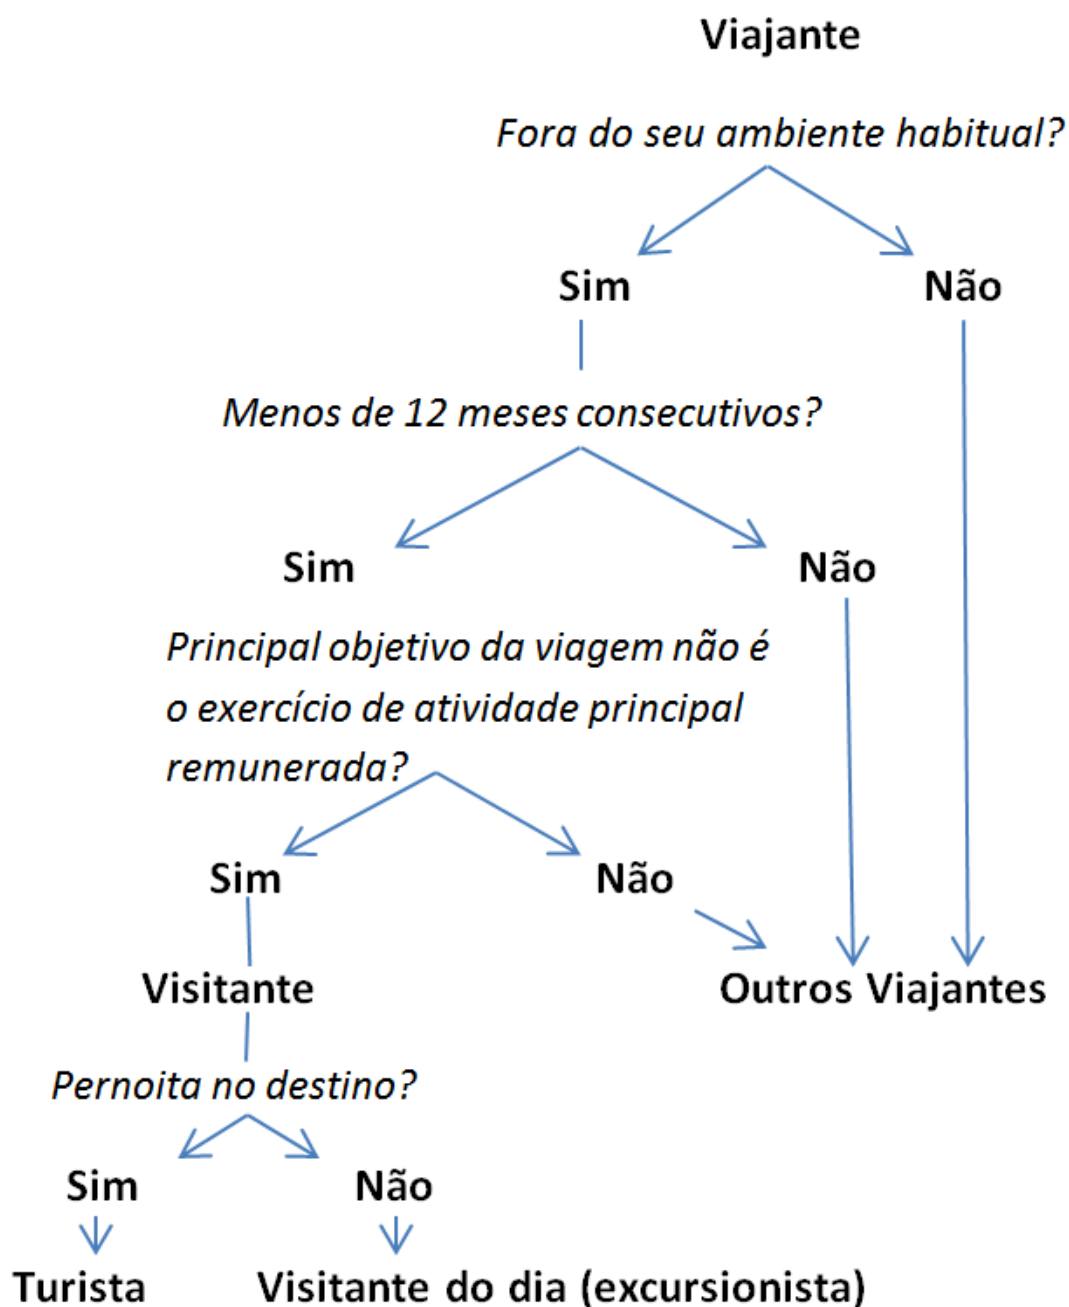 Viajante
Fora do seu ambiente habitual?
Sim
Não
Menos de 12 meses consecutivos?
Sim
Não
Principal objetivo da viagem não é
o exercício de atividade principal
remunerada?
Sim
Não
Visitante
Outros Viajantes
Pernoita no destino?
Sim
Não
Turista
Visitante do dia (excursionista)